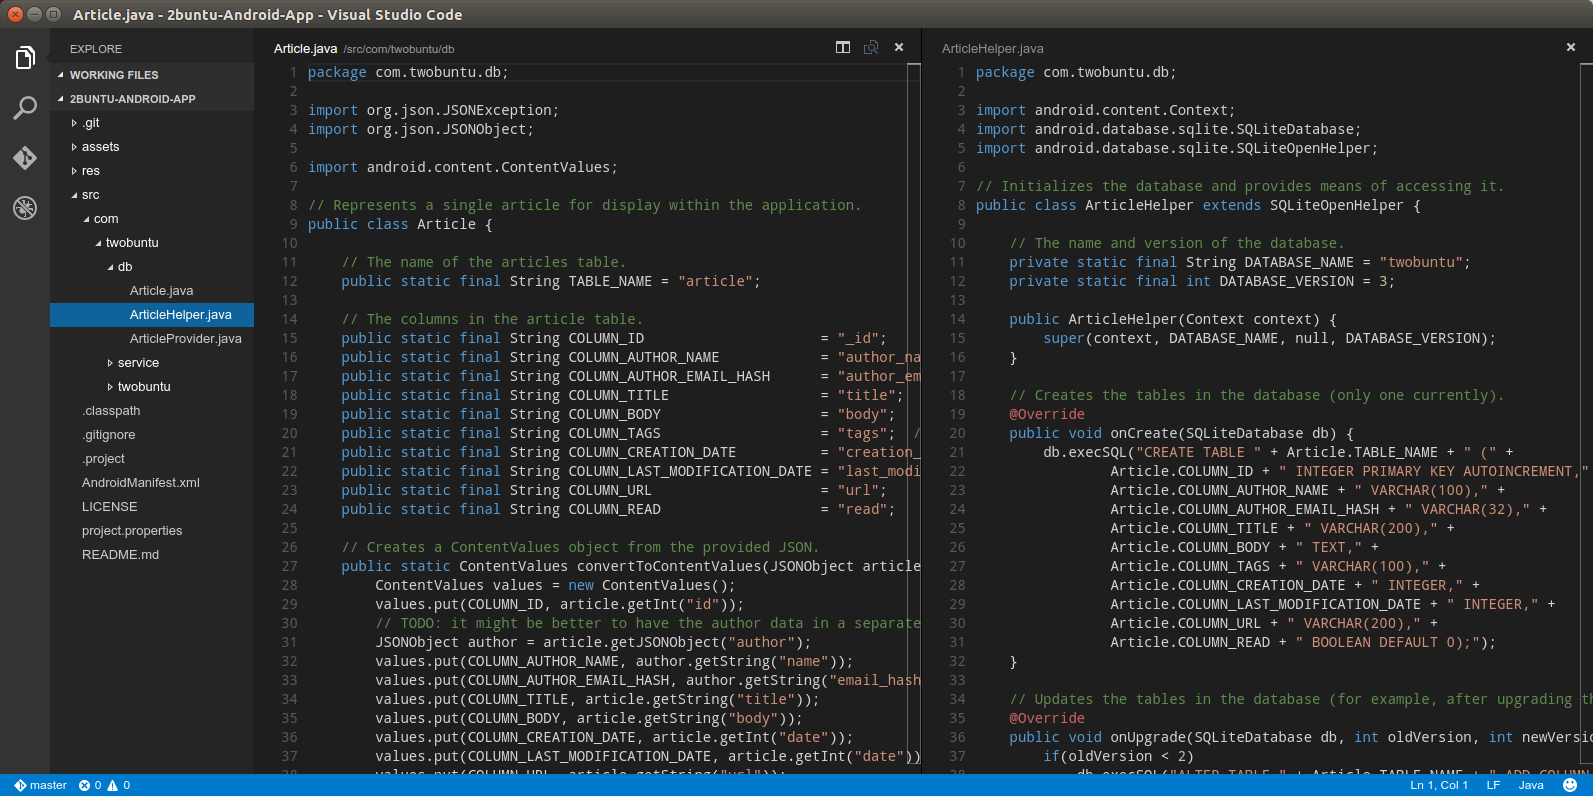 Article.java - 2buntu-Android-App - Visual Studio Code
EXPLORE
WORKING FILES
2BUNTU-ANDROID-APP
.git
assets
res
src
com
twobuntu
db
Article.java
ArticleHelper.java
ArticleProvider.java
service
twobuntu
.classpath
.gitignore
.project
AndroidManifest.xml
LICENSE
project.properties
README.md
Article.java /src/com/twobuntu/db
1 package com.twobuntu.db;
2
3 import org.json.JSONException;
4 import org.json.JSONObject;
5
6 import android.content.ContentValues;
7
8 // Represents a single article for display within the application.
9 public class Article {
10
11 // The name of the articles table.
12 public static final String TABLE_NAME = "article";
13
14 // The columns in the article table.
15 public static final String COLUMN_ID = "_id";
16 public static final String COLUMN_AUTHOR_NAME = "author_na
17 public static final String COLUMN_AUTHOR_EMAIL_HASH = "author_em
18 public static final String COLUMN_TITLE = "title";
19 public static final String COLUMN_BODY = "body";
20 public static final String COLUMN_TAGS = "tags"; /
21 public static final String COLUMN_CREATION_DATE = "creation_
22 public static final String COLUMN_LAST_MODIFICATION_DATE = "last_modi
23 public static final String COLUMN_URL = "url";
24 public static final String COLUMN_READ = "read";
25
26 // Creates a ContentValues object from the provided JSON.
27 public static ContentValues convertToContentValues(JSONObject article
28 ContentValues values = new ContentValues();
29 values.put(COLUMN_ID, article.getInt("id"));
30 // TODO: it might be better to have the author data in a separate
31 JSONObject author = article.getJSONObject("author");
32 values.put(COLUMN_AUTHOR_NAME, author.getString("name"));
33 values.put(COLUMN_AUTHOR_EMAIL_HASH, author.getString("email_hash
34 values.put(COLUMN_TITLE, article.getString("title"));
35 values.put(COLUMN_BODY, article.getString("body"));
36 values.put(COLUMN_CREATION_DATE, article.getInt("date"));
37 values.put(COLUMN_LAST_MODIFICATION_DATE, article.getInt("date"))
38 values.put(COLUMN_URL, article.getString("url"));
ArticleHelper.java
1 package com.twobuntu.db;
2
3 import android.content.Context;
4 import android.database.sqlite.SQLiteDatabase;
5 import android.database.sqlite.SQLiteOpenHelper;
6
7 // Initializes the database and provides means of accessing it.
8 public class ArticleHelper extends SQLiteOpenHelper {
9
10 // The name and version of the database.
11 private static final String DATABASE_NAME = "twobuntu";
12 private static final int DATABASE_VERSION = 3;
13
14 public ArticleHelper(Context context) {
15 super(context, DATABASE_NAME, null, DATABASE_VERSION);
16 }
17
18 // Creates the tables in the database (only one currently).
19 @Override
20 public void onCreate(SQLiteDatabase db) {
21 db.execSQL("CREATE TABLE " + Article.TABLE_NAME + " (" +
22 Article.COLUMN_ID + " INTEGER PRIMARY KEY AUTOINCREMENT,"
23 Article.COLUMN_AUTHOR_NAME + " VARCHAR(100)," +
24 Article.COLUMN_AUTHOR_EMAIL_HASH + " VARCHAR(32)," +
25 Article.COLUMN_TITLE + " VARCHAR(200)," +
26 Article.COLUMN_BODY + " TEXT," +
27 Article.COLUMN_TAGS + " VARCHAR(100)," +
28 Article.COLUMN_CREATION_DATE + " INTEGER," +
29 Article.COLUMN_LAST_MODIFICATION_DATE + " INTEGER," +
30 Article.COLUMN_URL + " VARCHAR(200)," +
31 Article.COLUMN_READ + " BOOLEAN DEFAULT 0);");
32 }
33
34 // Updates the tables in the database (for example, after upgrading th
35 @Override
36 public void onUpgrade(SQLiteDatabase db, int oldVersion, int newVersio
37 if(oldVersion < 2)
38 db.execSQL("ALTER TABLE " + Article.TABLE_NAME + " ADD COLUMN
master 0 0
Ln 1, Col 1 LF Java